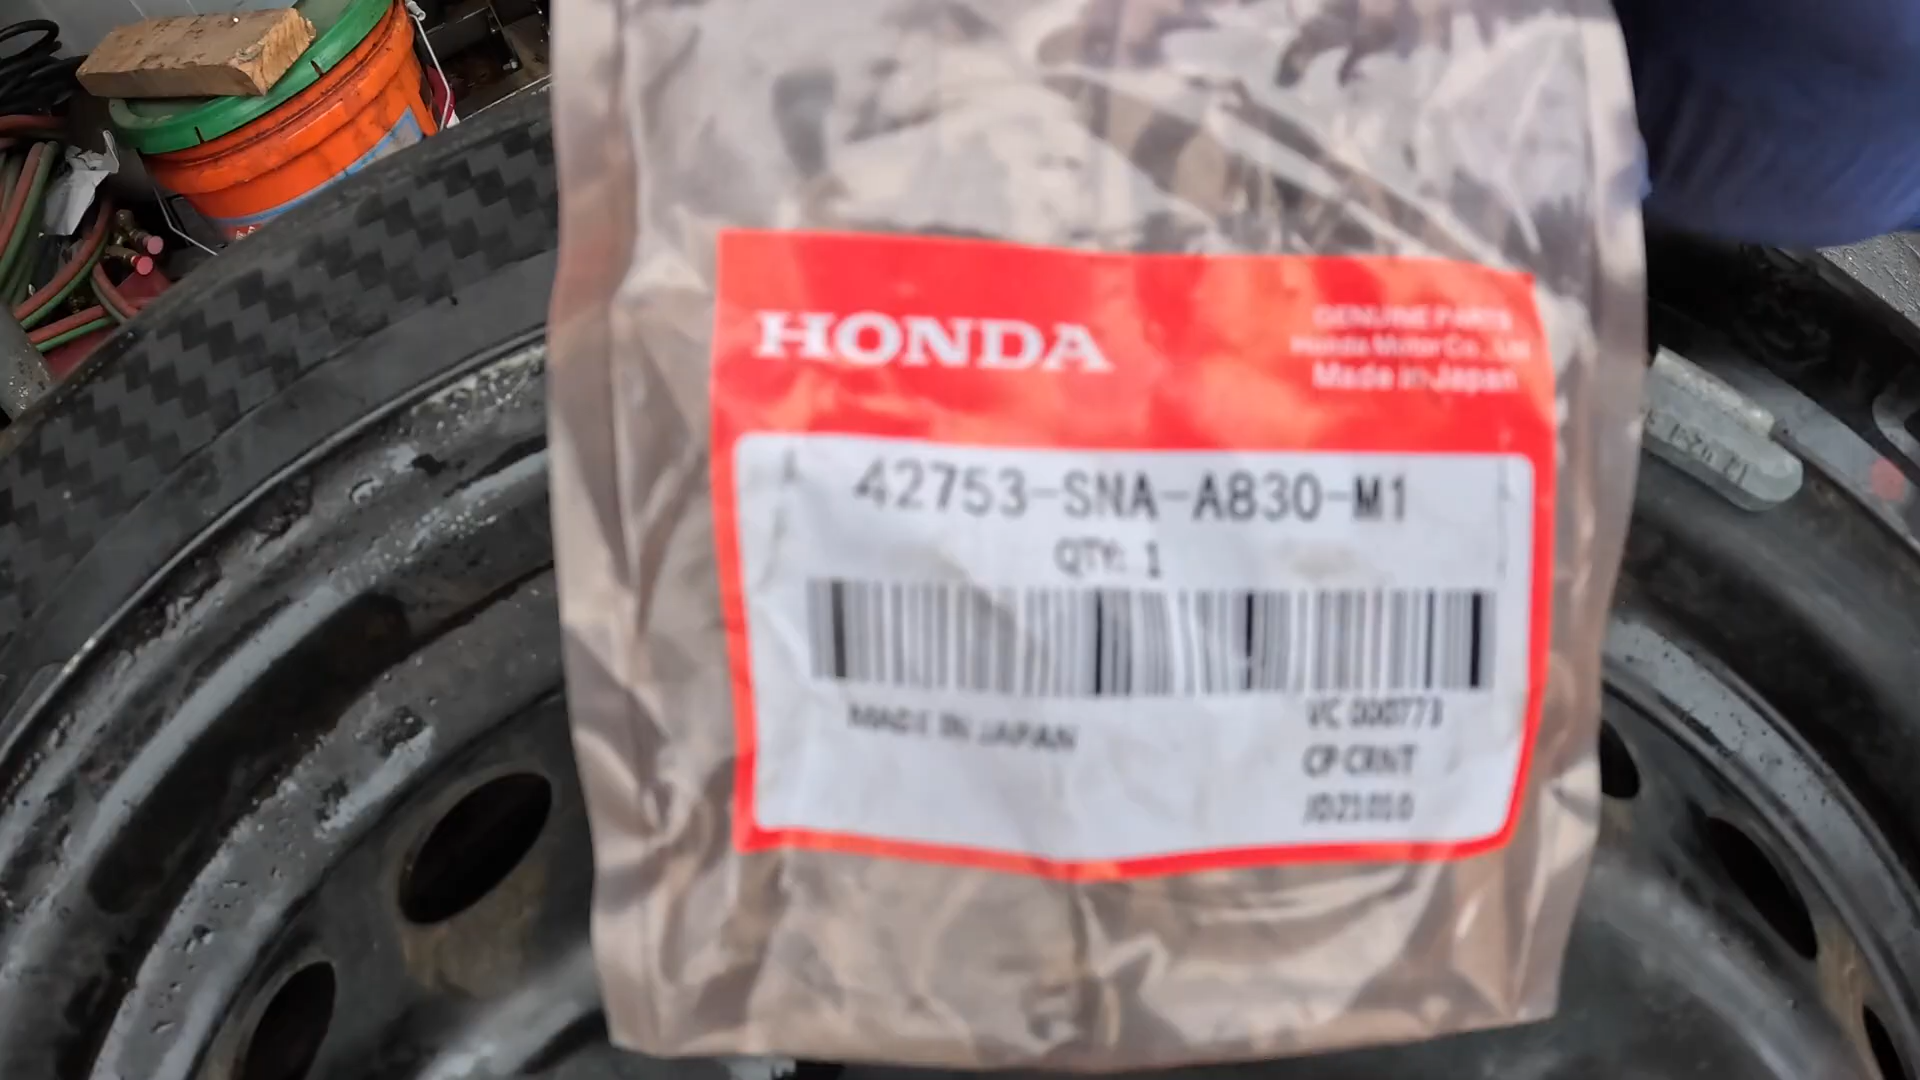 HONDA
GENUINE PARTS
Honda Motor Co., Ltd
Made in Japan
42753-SNA-A830-M1
QTY: 1
MADE IN JAPAN
VC 000773
CP CRNT
JD21010